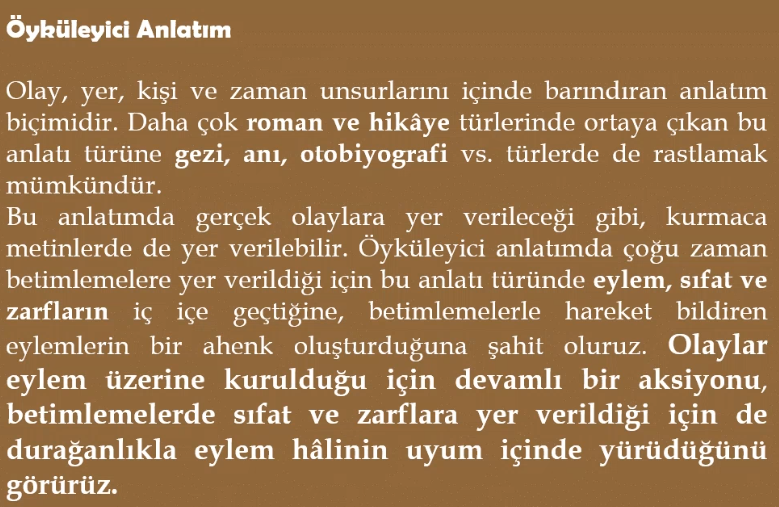 Öyküleyici Anlatım
Olay, yer, kişi ve zaman unsurlarını içinde barındıran anlatım
biçimidir. Daha çok roman ve hikâye türlerinde ortaya çıkan bu
anlatı türüne gezi, anı, otobiyografi vs. türlerde de rastlamak
mümkündür.
Bu anlatımda gerçek olaylara yer verileceği gibi, kurmaca
metinlerde de yer verilebilir. Öyküleyici anlatımda çoğu zaman
betimlemelere yer verildiği için bu anlatı türünde eylem, sıfat ve
zarfların iç içe geçtiğine, betimlemelerle hareket bildiren
eylemlerin bir ahenk oluşturduğuna şahit oluruz. Olaylar
eylem üzerine kurulduğu için devamlı bir aksiyonu,
betimlemelerde sıfat ve zarflara yer verildiği için de
durağanlıkla eylem hâlinin uyum içinde yürüdüğünü
görürüz.